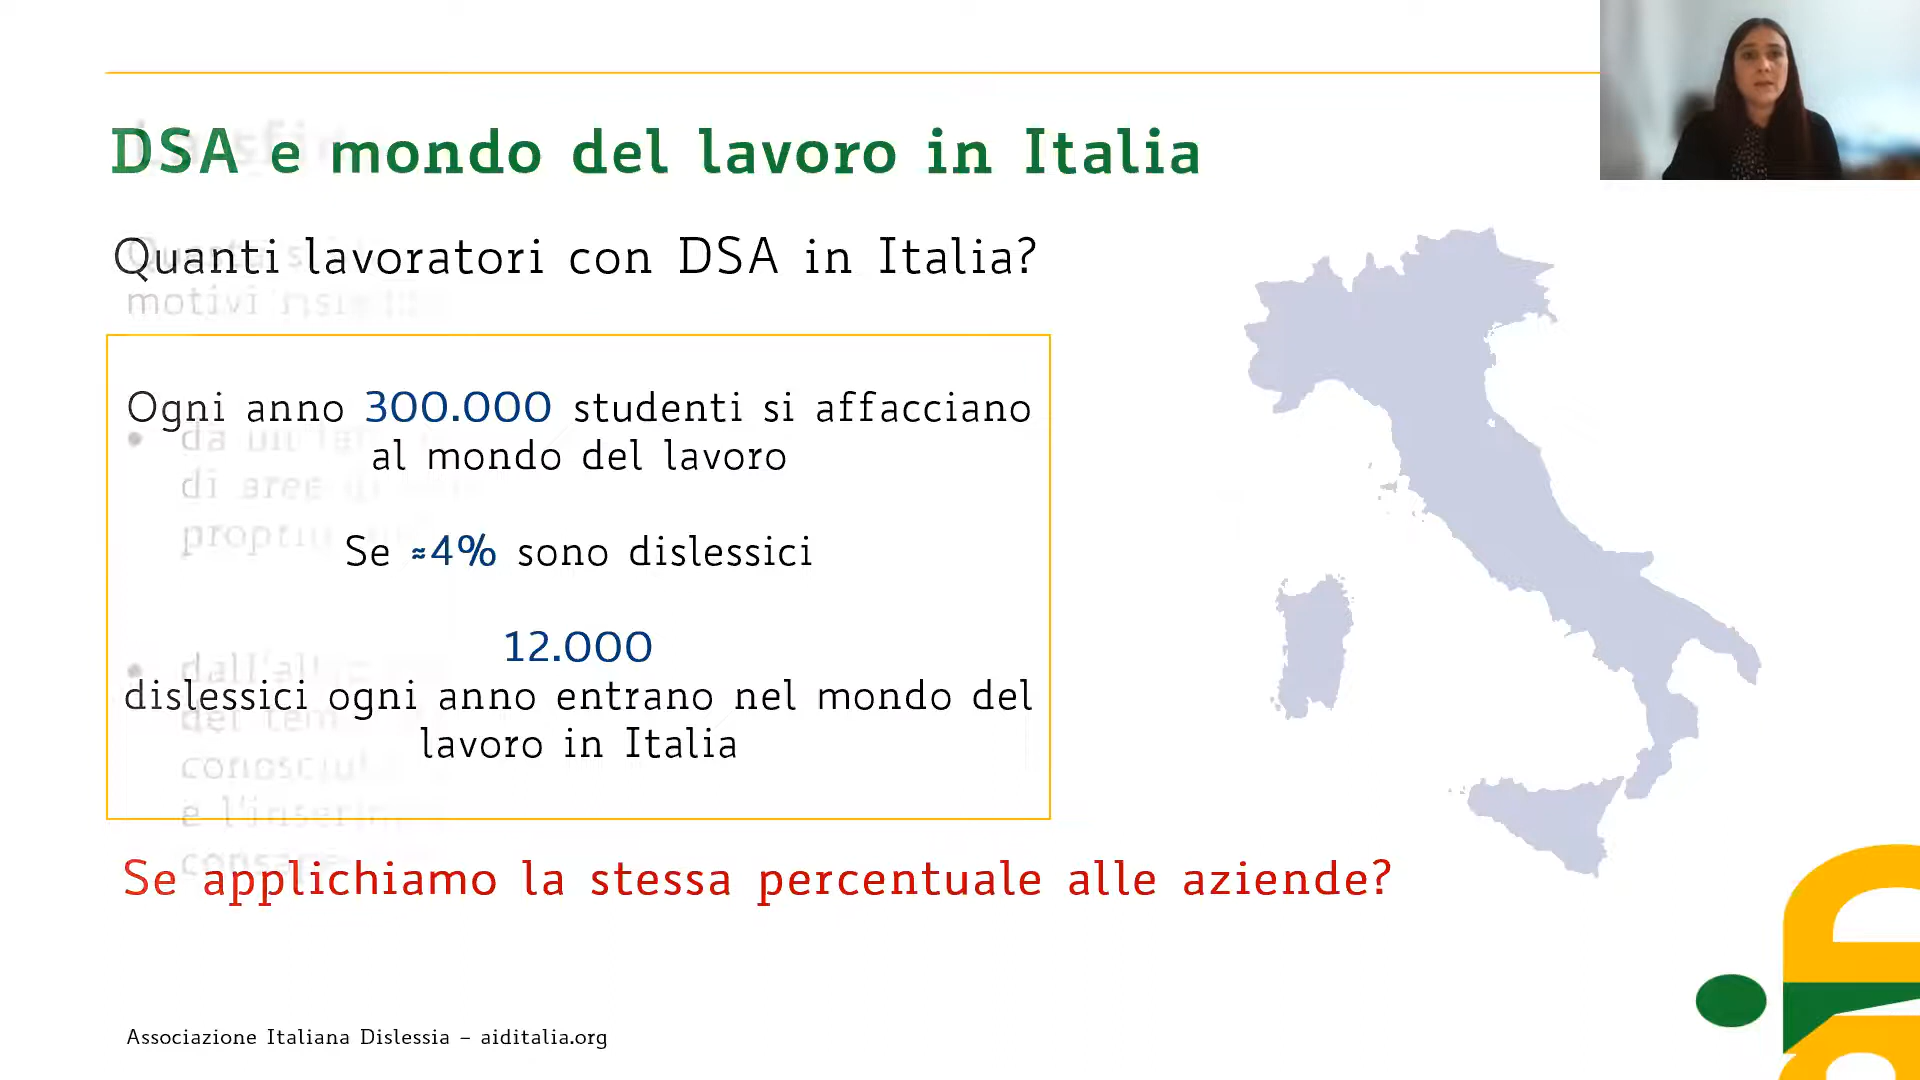 DSA e mondo del lavoro in Italia
Quanti lavoratori con DSA in Italia?
motivi
Ogni anno 300.000 studenti si affacciano
al mondo del lavoro
Se ≈4% sono dislessici
12.000
dislessici ogni anno entrano nel mondo del
lavoro in Italia
Se applichiamo la stessa percentuale alle aziende?
Associazione Italiana Dislessia – aiditalia.org